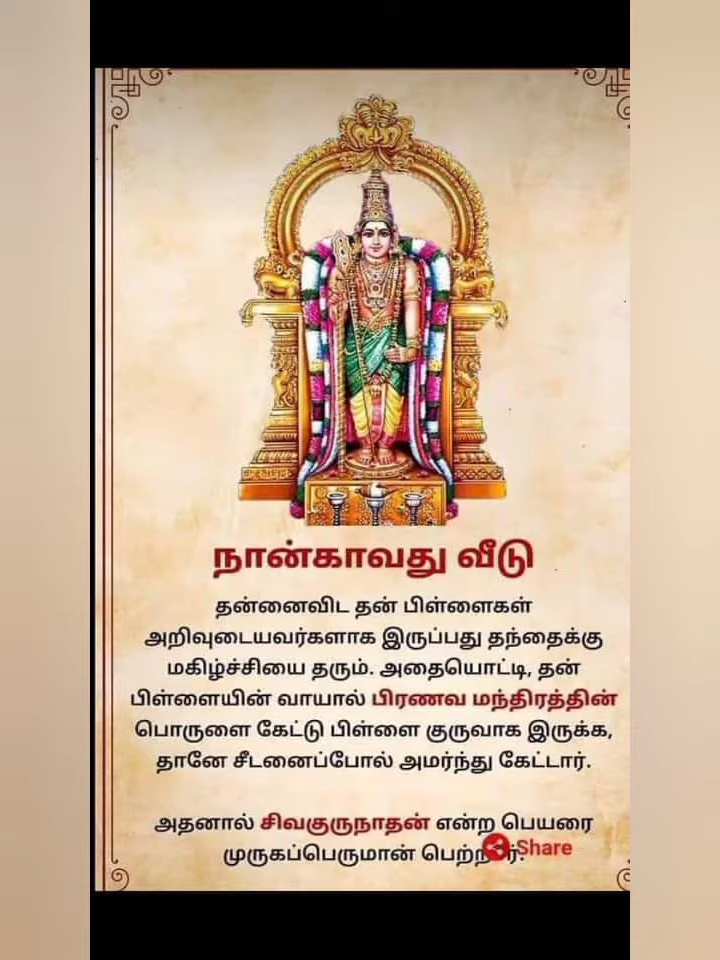 நான்காவது வீடு
தன்னைவிட தன் பிள்ளைகள்
அறிவுடையவர்களாக இருப்பது தந்தைக்கு
மகிழ்ச்சியை தரும். அதையொட்டி, தன்
பிள்ளையின் வாயால் பிரணவ மந்திரத்தின்
பொருளை கேட்டு பிள்ளை குருவாக இருக்க,
தானே சீடனைப்போல் அமர்ந்து கேட்டார்.
அதனால் சிவகுருநாதன் என்ற பெயரை
முருகப்பெருமான்
Share